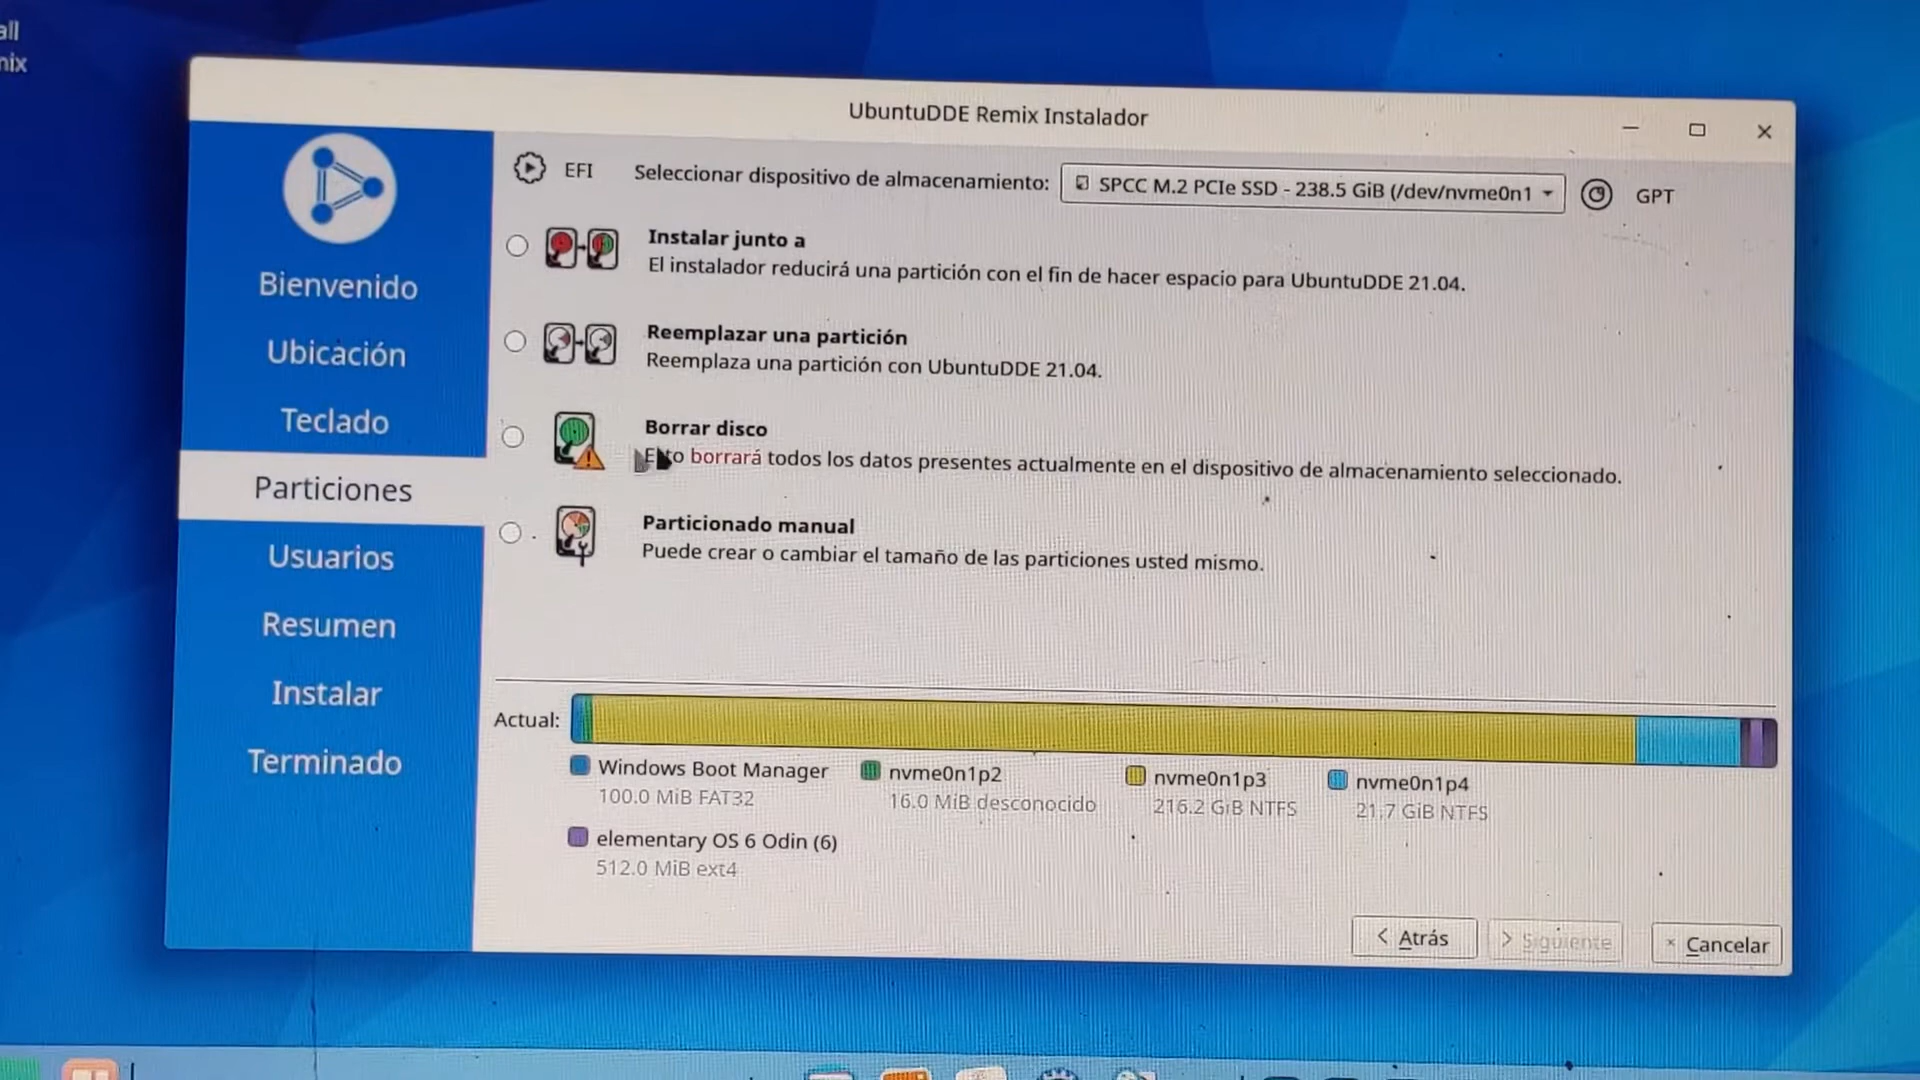 all
mix
UbuntuDDE Remix Instalador
EFI
Seleccionar dispositivo de almacenamiento:
SPCC M.2 PCIe SSD - 238.5 GiB (/dev/nvme0n1
GPT
Bienvenido
Ubicación
Teclado
Particiones
Usuarios
Resumen
Instalar
Terminado
Instalar junto a
El instalador reducirá una partición con el fin de hacer espacio para UbuntuDDE 21.04.
Reemplazar una partición
Reemplaza una partición con UbuntuDDE 21.04.
Borrar disco
Esto borrará todos los datos presentes actualmente en el dispositivo de almacenamiento seleccionado.
Particionado manual
Puede crear o cambiar el tamaño de las particiones usted mismo.
Actual:
Windows Boot Manager
100.0 MiB FAT32
nvme0n1p2
16.0 MiB desconocido
nvme0n1p3
216.2 GiB NTFS
nvme0n1p4
21.7 GiB NTFS
elementary OS 6 Odin (6)
512.0 MiB ext4
Atrás
Siguiente
Cancelar